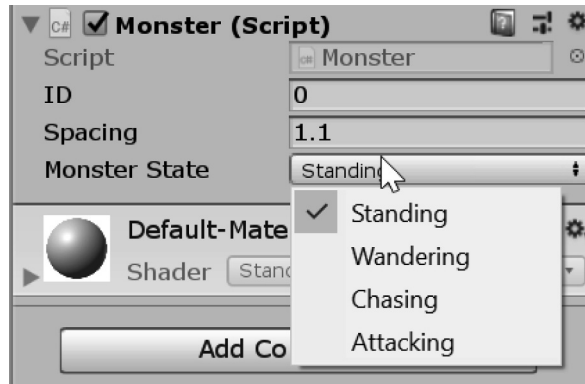 C# Monster (Script)
Script C# Monster
ID 0
Spacing 1.1
Monster State Standing
Standing
Default-Mate
Wandering
Shader Stand
Chasing
Add Co
Attacking